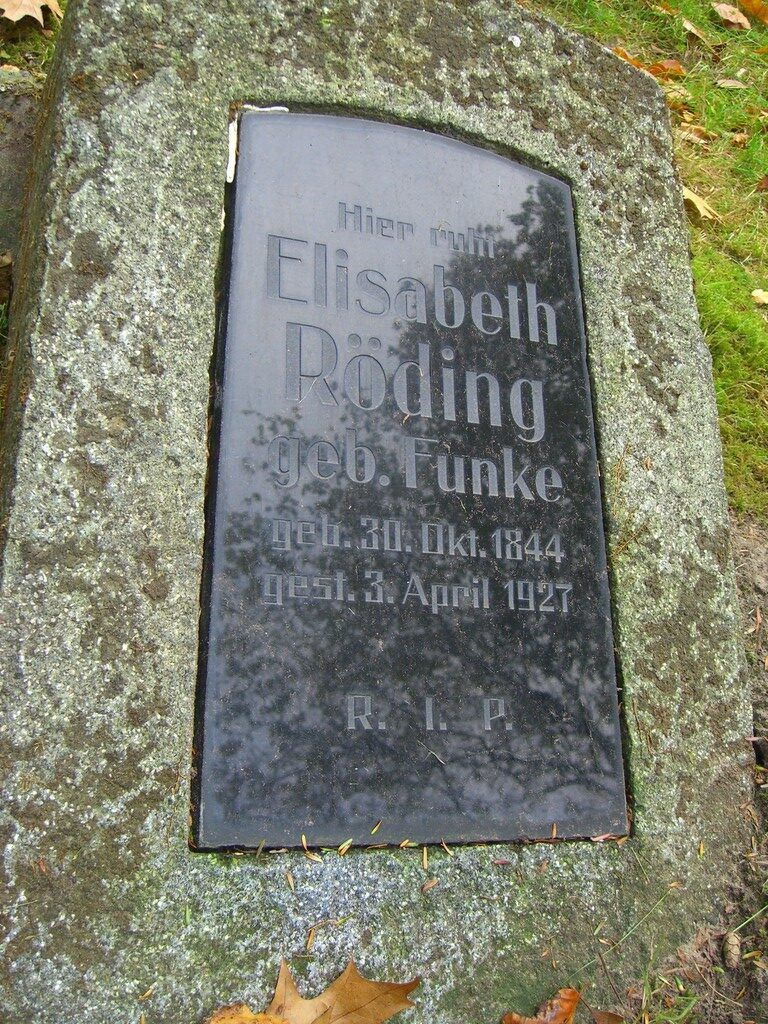 Hier ruht
Elisabeth
Röding
geb. Funke
geb. 30. Okt. 1844
gest. 3. April 1927
R. I. P.